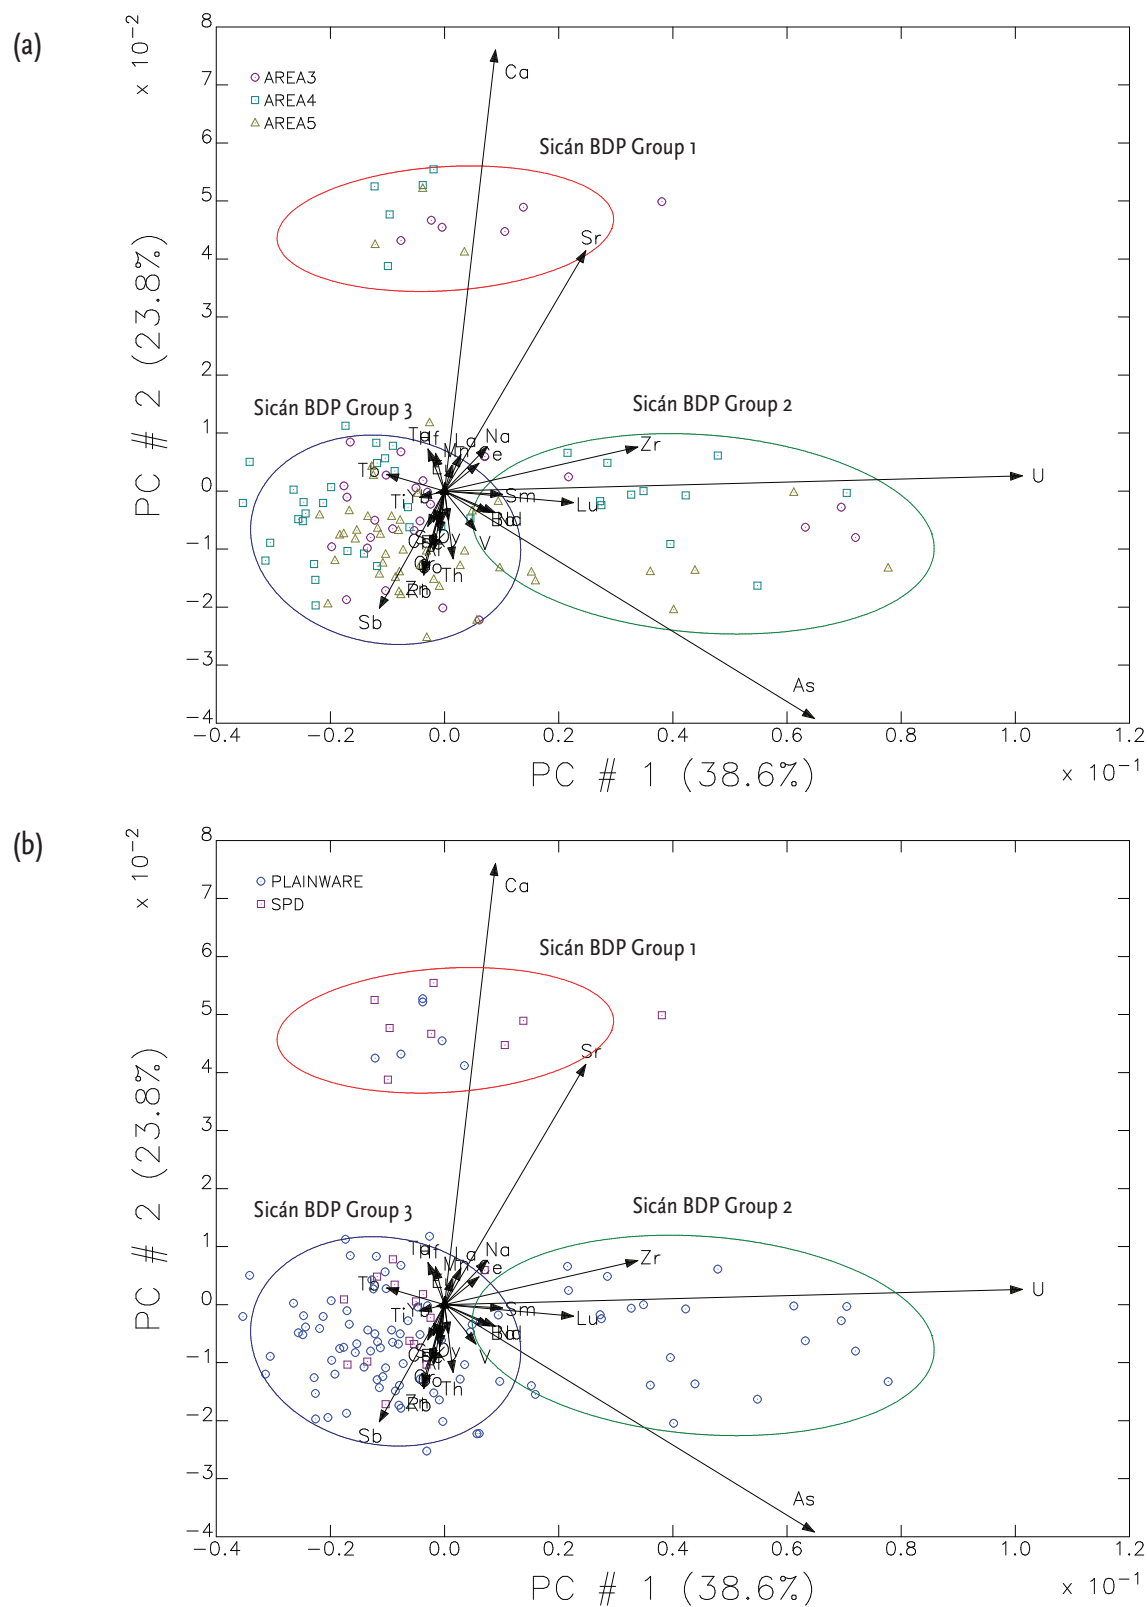 (a)
× 10⁻²
8
7
6
5
4
3
2
1
0
−1
−2
−3
−4
PC # 2 (23.8%)
AREA3
AREA4
AREA5
Ca
Sicán BDP Group 1
Sr
Sicán BDP Group 3
Sicán BDP Group 2
Na
Zr
U
Sm
Lu
Ti
V
Th
Sb
As
−0.4
−0.2
0.0
0.2
0.4
0.6
0.8
1.0
1.2
PC # 1 (38.6%)
× 10⁻¹
(b)
× 10⁻²
8
7
6
5
4
3
2
1
0
−1
−2
−3
−4
PC # 2 (23.8%)
PLAINWARE
SPD
Ca
Sicán BDP Group 1
Sr
Sicán BDP Group 3
Sicán BDP Group 2
Na
Zr
U
Sm
Lu
Ti
V
Th
Sb
As
−0.4
−0.2
0.0
0.2
0.4
0.6
0.8
1.0
1.2
PC # 1 (38.6%)
× 10⁻¹